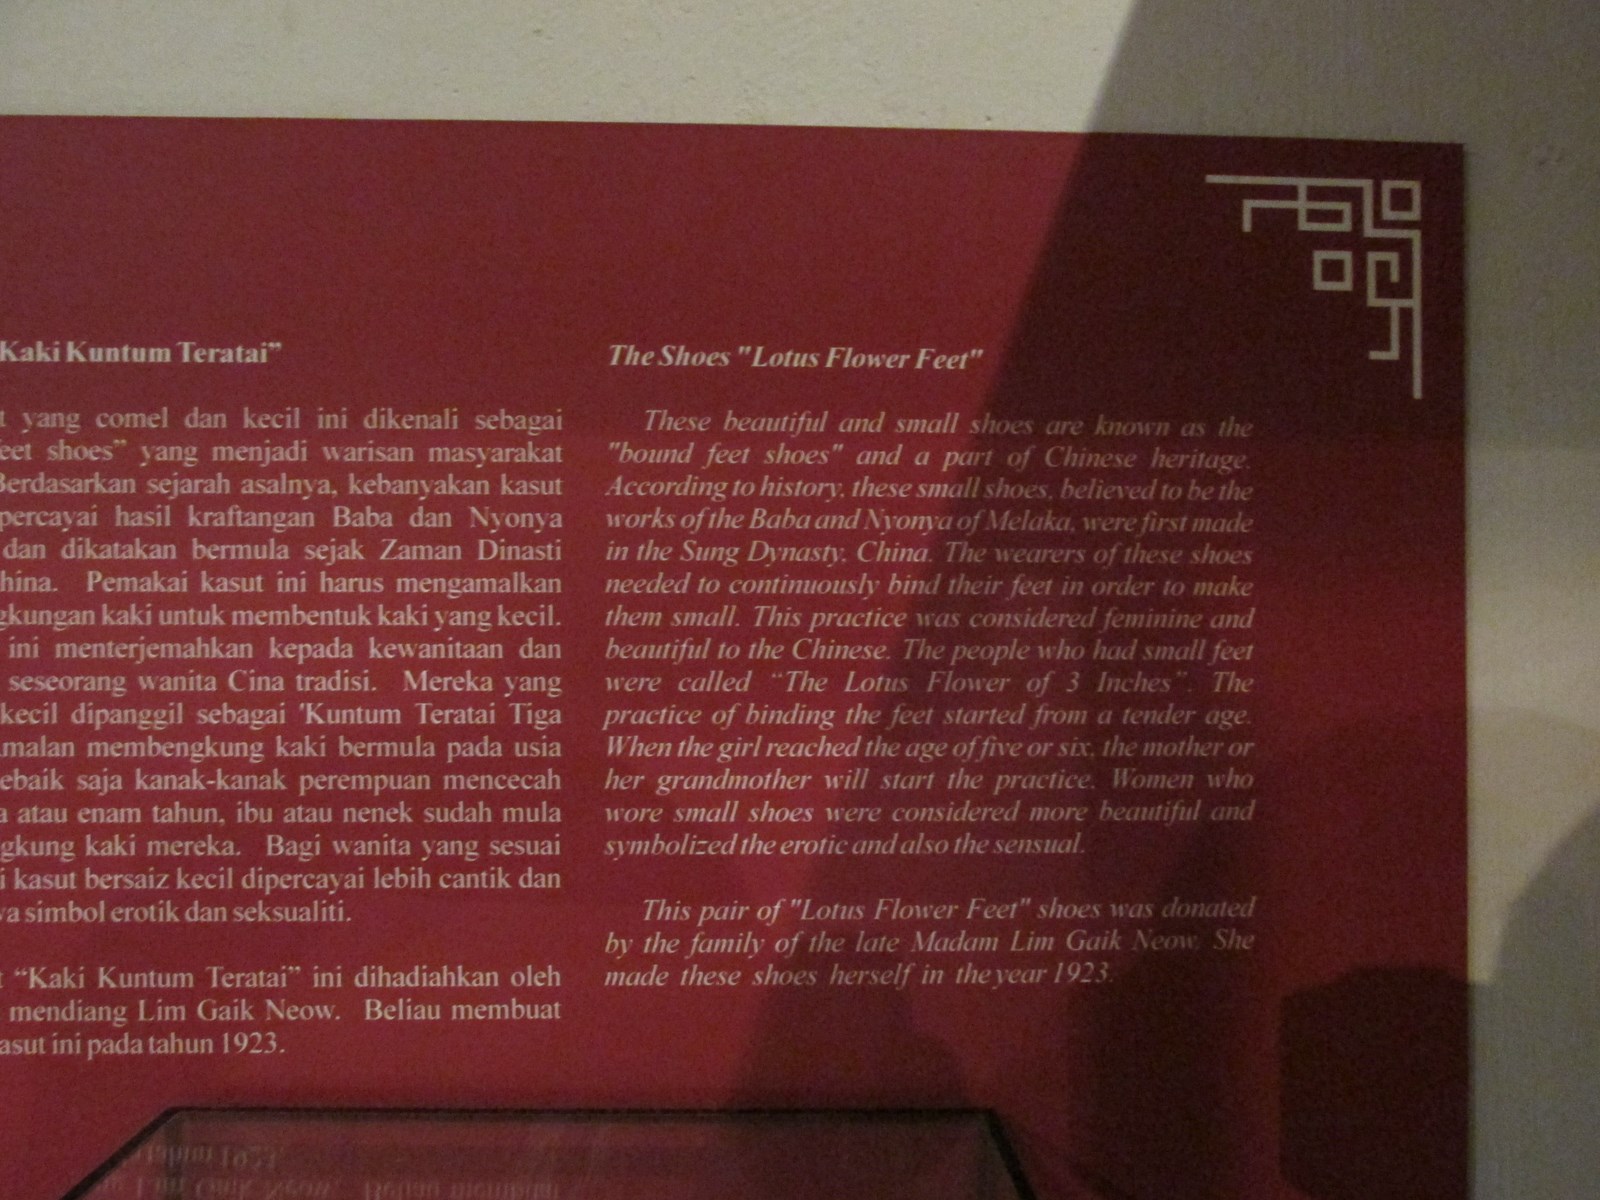 Kaki Kuntum Teratai”
yang comel dan kecil ini dikenali sebagai
feet shoes” yang menjadi warisan masyarakat
Berdasarkan sejarah asalnya, kebanyakan kasut
percayai hasil kraftangan Baba dan Nyonya
dan dikatakan bermula sejak Zaman Dinasti
hina. Pemakai kasut ini harus mengamalkan
gkungan kaki untuk membentuk kaki yang kecil.
ini menterjemahkan kepada kewanitaan dan
seseorang wanita Cina tradisi. Mereka yang
kecil dipanggil sebagai 'Kuntum Teratai Tiga
malan membengkung kaki bermula pada usia
ebaik saja kanak-kanak perempuan mencecah
a atau enam tahun, ibu atau nenek sudah mula
gkung kaki mereka. Bagi wanita yang sesuai
i kasut bersaiz kecil dipercayai lebih cantik dan
ya simbol erotik dan seksualiti.
t “Kaki Kuntum Teratai” ini dihadiahkan oleh
mendiang Lim Gaik Neow. Beliau membuat
asut ini pada tahun 1923.
The Shoes "Lotus Flower Feet"
These beautiful and small shoes are known as the
"bound feet shoes" and a part of Chinese heritage.
According to history, these small shoes, believed to be the
works of the Baba and Nyonya of Melaka, were first made
in the Sung Dynasty, China. The wearers of these shoes
needed to continuously bind their feet in order to make
them small. This practice was considered feminine and
beautiful to the Chinese. The people who had small feet
were called “The Lotus Flower of 3 Inches”. The
practice of binding the feet started from a tender age.
When the girl reached the age of five or six, the mother or
her grandmother will start the practice. Women who
wore small shoes were considered more beautiful and
symbolized the erotic and also the sensual.
This pair of "Lotus Flower Feet" shoes was donated
by the family of the late Madam Lim Gaik Neow. She
made these shoes herself in the year 1923.